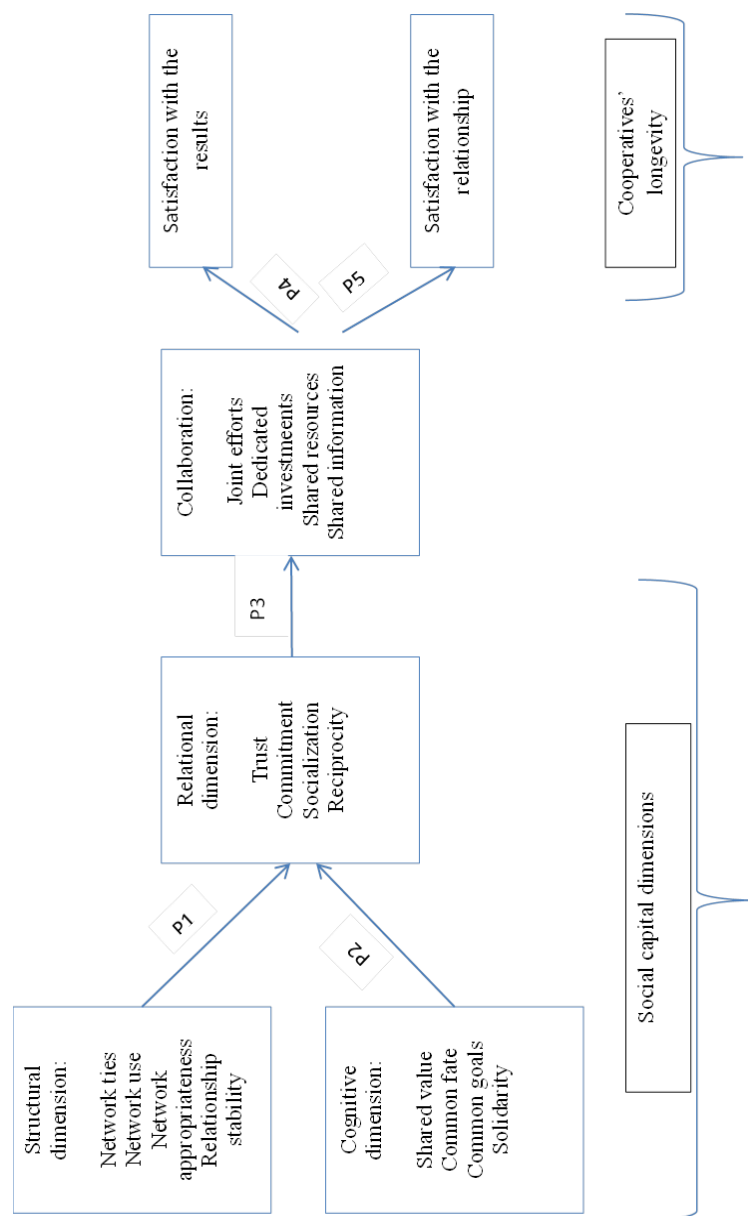 Structural
dimension:
Network ties
Network use
Network
appropriateness
Relationship
stability
Cognitive
dimension:
Shared value
Common fate
Common goals
Solidarity
P1
P2
Relational
dimension:
Trust
Commitment
Socialization
Reciprocity
P3
Collaboration:
Joint efforts
Dedicated
investmeents
Shared resources
Shared information
P4
P5
Satisfaction with the
results
Satisfaction with the
relationship
Social capital dimensions
Cooperatives’
longevity